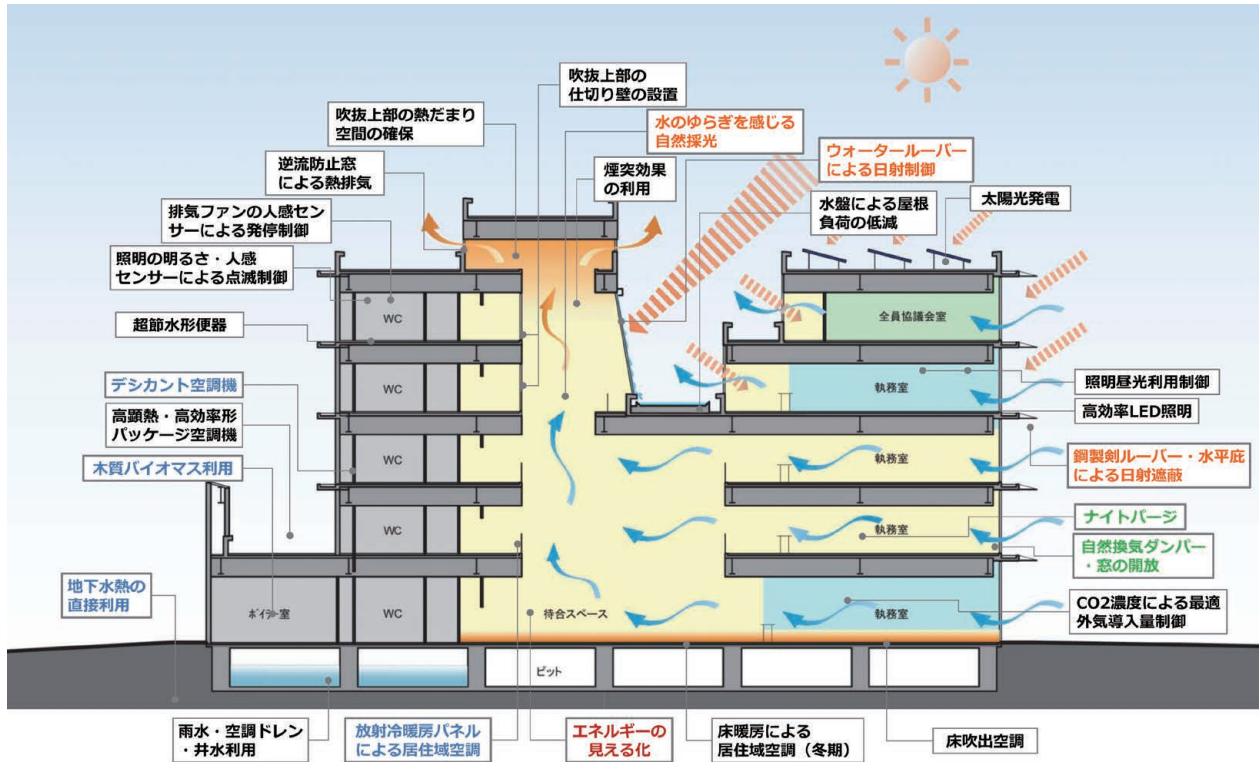 吹抜上部の
仕切り壁の設置
吹抜上部の熱だまり
空間の確保
水のゆらぎを感じる
自然採光
ウォータールーバー
による日射制御
逆流防止窓
による熱排気
煙突効果
の利用
水盤による屋根
負荷の低減
太陽光発電
排気ファンの人感セン
サーによる発停制御
照明の明るさ・人感
センサーによる点滅制御
WC
全員協議会室
超節水形便器
デシカント空調機
WC
執務室
照明昼光利用制御
高顕熱・高効率形
パッケージ空調機
高効率LED照明
木質バイオマス利用
WC
執務室
鋼製剣ルーバー・水平庇
による日射遮蔽
WC
執務室
ナイトパージ
自然換気ダンパー
・窓の開放
地下水熱の
直接利用
ボイラー室
WC
待合スペース
執務室
CO2濃度による最適
外気導入量制御
ピット
雨水・空調ドレン
・井水利用
放射冷暖房パネル
による居住域空調
エネルギーの
見える化
床暖房による
居住域空調（冬期）
床吹出空調